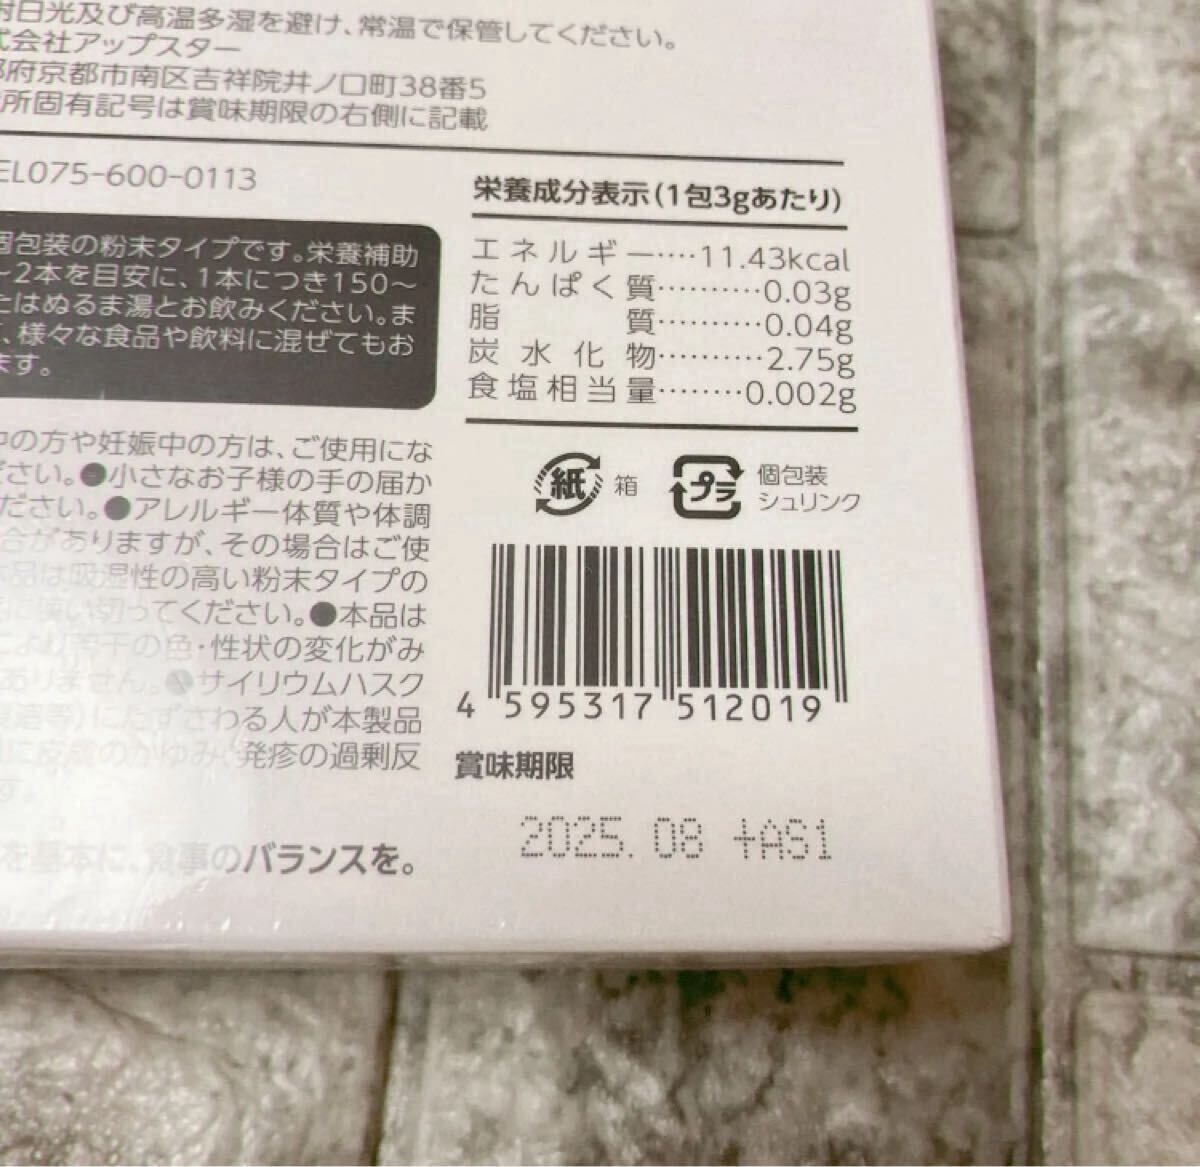 射日光及び高温多湿を避け、常温で保管してください。
式会社アップスター
都府京都市南区吉祥院井ノ口町38番5
所固有記号は賞味期限の右側に記載
EL075-600-0113
個包装の粉末タイプです。栄養補助
～2本を目安に、1本につき150～
たはぬるま湯とお飲みください。ま
、様々な食品や飲料に混ぜてもお
ます。
中の方や妊娠中の方は、ご使用にな
ださい。●小さなお子様の手の届か
ください。●アレルギー体質や体調
合がありますが、その場合はご使
本品は吸湿性の高い粉末タイプの
に使い切ってください。●本品は
により若干の色・性状の変化がみ
ありません。●サイリウムハスク
製造等)にたずさわる人が本製品
に皮膚のかゆみ、発疹の過剰反
す。
を基本に、食事のバランスを。
栄養成分表示(1包3gあたり)
エネルギー····11.43kcal
たんぱく質··········0.03g
脂質··········0.04g
炭水化物··········2.75g
食塩相当量········0.002g
紙 箱
プラ 個包装
シュリンク
4 595317 512019
賞味期限
2025.08 +AS1